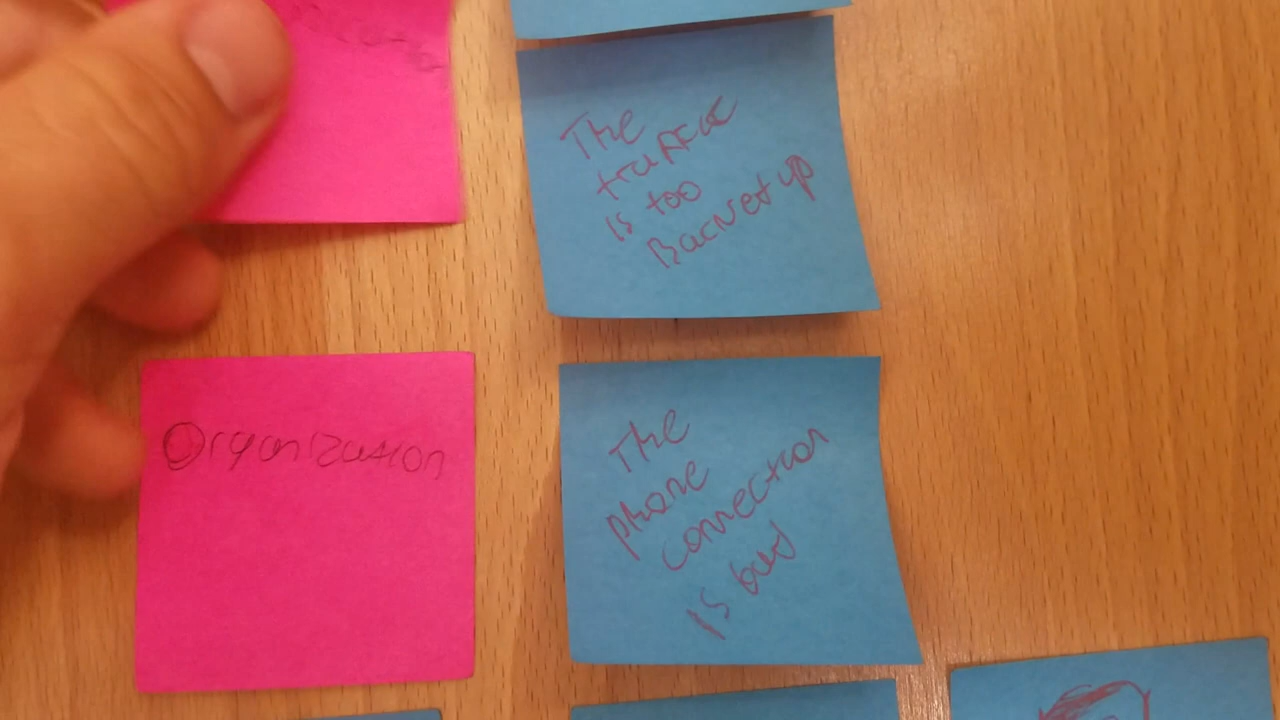 The
traffic
is too
Backed up
Organization
The
phone
connection
is bad